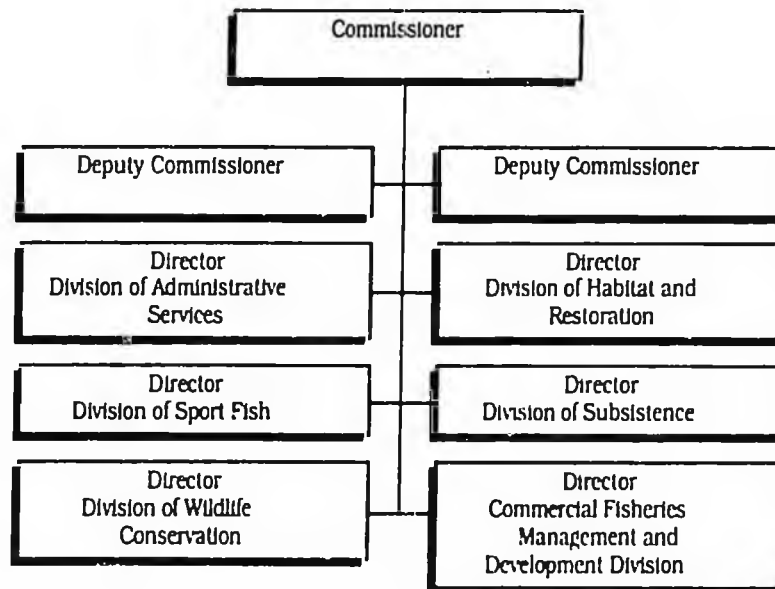 Commissioner
Deputy Commissioner
Deputy Commissioner
Director
Division of Administrative
Services
Director
Division of Habitat and
Restoration
Director
Division of Sport Fish
Director
Division of Subsistence
Director
Division of Wildlife
Conservation
Director
Commercial Fisheries
Management and
Development Division